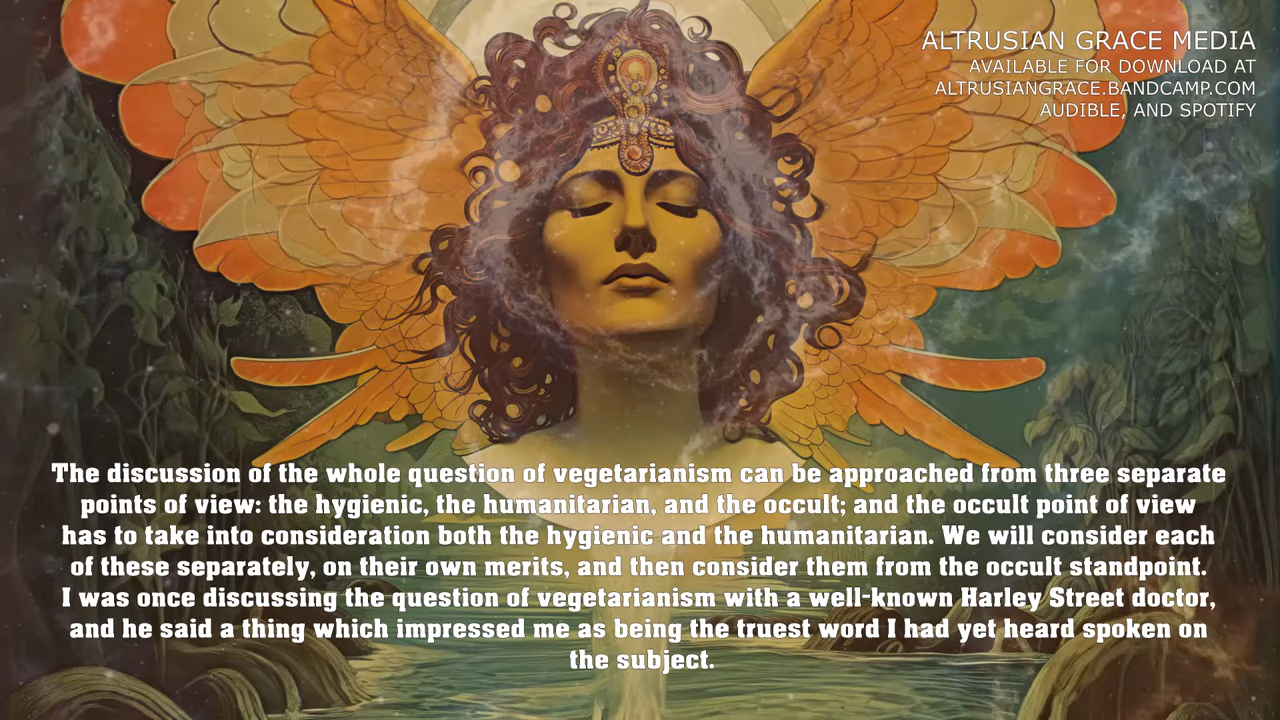 ALTRUSIAN GRACE MEDIA
AVAILABLE FOR DOWNLOAD AT
ALTRUSIANGRACE.BANDCAMP.COM
AUDIBLE, AND SPOTIFY
The discussion of the whole question of vegetarianism can be approached from three separate
points of view: the hygienic, the humanitarian, and the occult; and the occult point of view
has to take into consideration both the hygienic and the humanitarian. We will consider each
of these separately, on their own merits, and then consider them from the occult standpoint.
I was once discussing the question of vegetarianism with a well-known Harley Street doctor,
and he said a thing which impressed me as being the truest word I had yet heard spoken on
the subject.